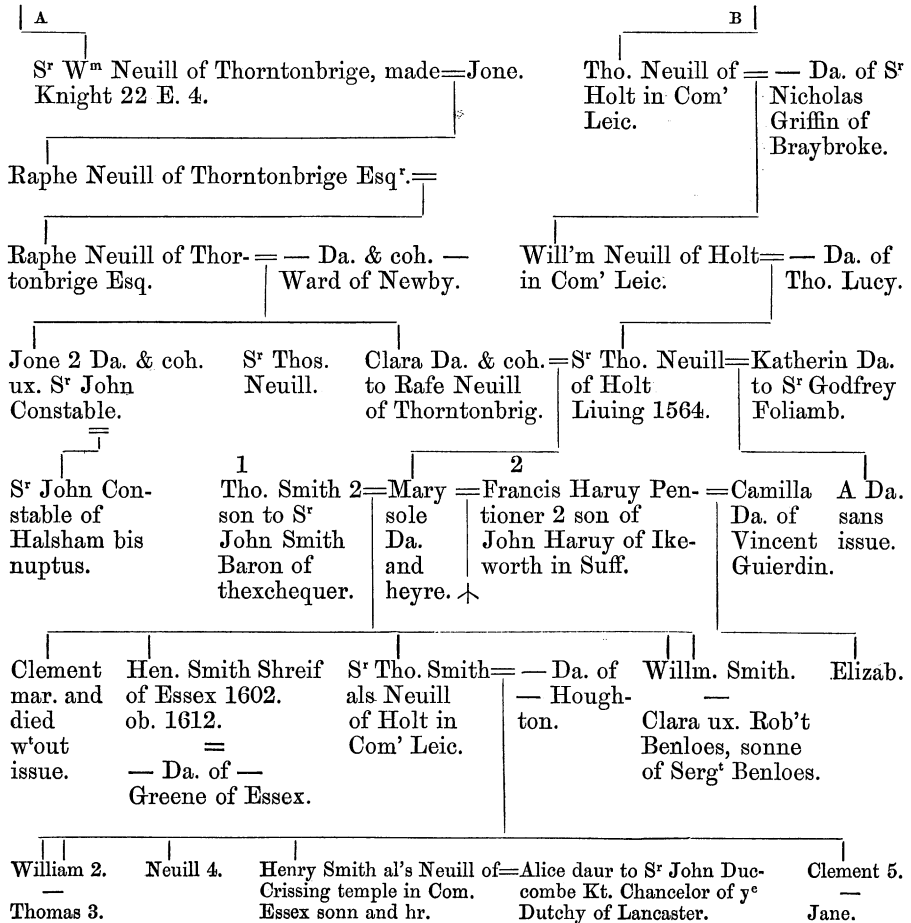 A
B
Sʳ Wᵐ Neuill of Thorntonbrige, made=Jone.
Knight 22 E. 4.
Tho. Neuill of = — Da. of Sʳ
Holt in Com' Nicholas
Leic. Griffin of
Braybroke.
Raphe Neuill of Thorntonbrige Esqʳ.=
Raphe Neuill of Thor-= — Da. & coh. —
tonbrige Esq. Ward of Newby.
Will'm Neuill of Holt= — Da. of
in Com' Leic. Tho. Lucy.
Jone 2 Da. & coh.
ux. Sʳ John
Constable.
=
Sʳ Thos.
Neuill.
Clara Da. & coh.=Sʳ Tho. Neuill=Katherin Da.
to Rafe Neuill of Holt to Sʳ Godfrey
of Thorntonbrig. Liuing 1564. Foliamb.
Sʳ John Con-
stable of
Halsham bis
nuptus.
1 2
Tho. Smith 2=Mary =Francis Haruy Pen- =Camilla
son to Sʳ sole tioner 2 son of Da. of
John Smith Da. John Haruy of Ike- Vincent
Baron of and worth in Suff. Guierdin.
thexchequer. heyre.
A Da.
sans
issue.
Clement
mar. and
died
wᵗout
issue.
Hen. Smith Shreif
of Essex 1602.
ob. 1612.
=
— Da. of —
Greene of Essex.
Sʳ Tho. Smith= — Da. of
als Neuill — Hough-
of Holt in ton.
Com' Leic.
Willm. Smith.
—
Clara ux. Rob't
Benloes, sonne
of Sergᵗ Benloes.
Elizab.
William 2.
—
Thomas 3.
Neuill 4.
Henry Smith al's Neuill of=Alice daur to Sʳ John Duc-
Crissing temple in Com. combe Kt. Chancelor of yᵉ
Essex sonn and hr. Dutchy of Lancaster.
Clement 5.
—
Jane.